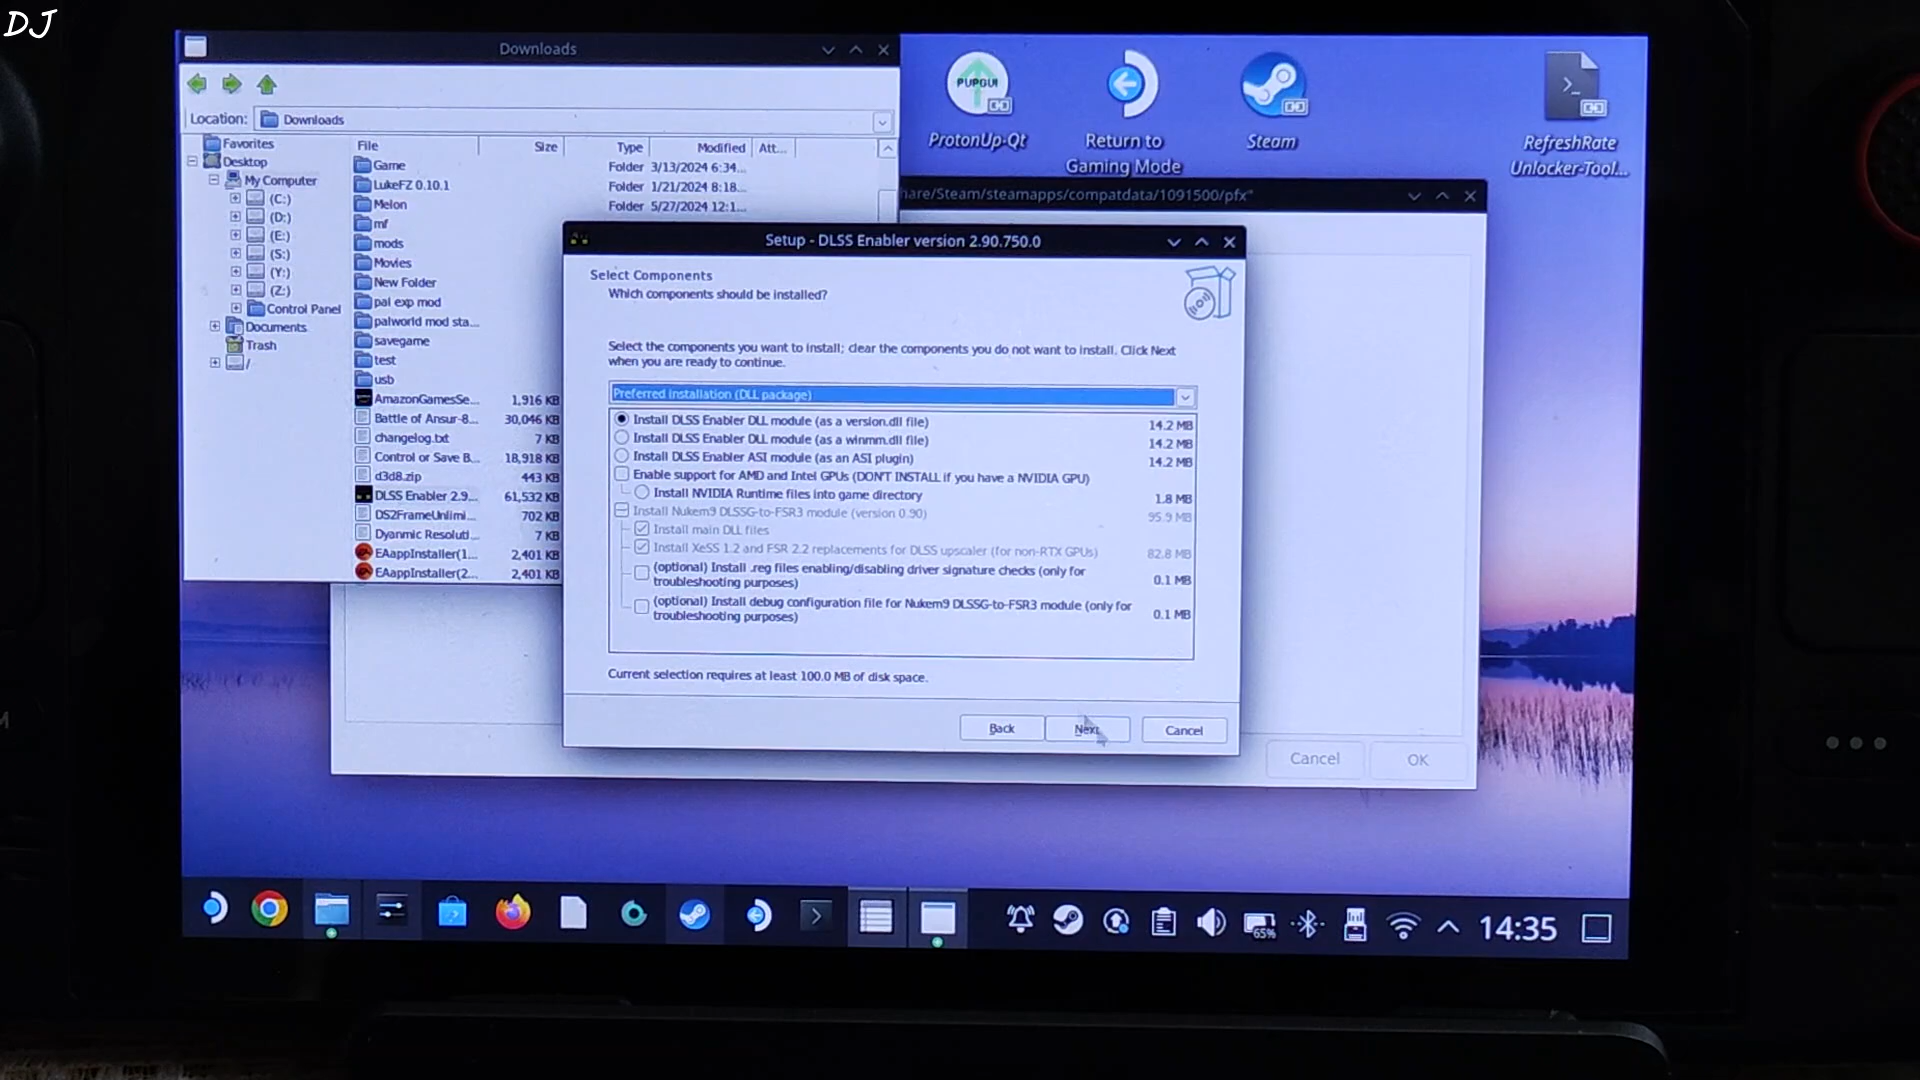 DJ
Downloads
Location: Downloads
Favorites
Desktop
My Computer
(C:)
(D:)
(E:)
(S:)
(Y:)
(Z:)
Control Panel
Documents
Trash
/
File Size Type Modified Att...
Game Folder 3/13/2024 6:34...
LukeFZ 0.10.1 Folder 1/21/2024 8:18...
Melon Folder 5/27/2024 12:1...
mf
mods
Movies
New Folder
pal exp mod
palworld mod sta...
savegame
test
usb
AmazonGamesSe... 1,916 KB
Battle of Ansur-8... 30,046 KB
changelog.txt 7 KB
Control or Save B... 18,918 KB
d3d8.zip 443 KB
DLSS Enabler 2.9... 61,532 KB
DS2FrameUnlimi... 702 KB
Dyanmic Resoluti... 7 KB
EAappInstaller(1... 2,401 KB
EAappInstaller(2... 2,401 KB
PUPGUI
ProtonUp-Qt
Return to
Gaming Mode
Steam
RefreshRate
Unlocker-Tool...
hare/Steam/steamapps/compatdata/1091500/pfx"
Setup - DLSS Enabler version 2.90.750.0
Select Components
Which components should be installed?
Select the components you want to install; clear the components you do not want to install. Click Next
when you are ready to continue.
Preferred installation (DLL package)
Install DLSS Enabler DLL module (as a version.dll file) 14.2 MB
Install DLSS Enabler DLL module (as a winmm.dll file) 14.2 MB
Install DLSS Enabler ASI module (as an ASI plugin) 14.2 MB
Enable support for AMD and Intel GPUs (DON'T INSTALL if you have a NVIDIA GPU)
Install NVIDIA Runtime files into game directory 1.8 MB
Install Nukem9 DLSSG-to-FSR3 module (version 0.90) 95.9 MB
Install main DLL files
Install XeSS 1.2 and FSR 2.2 replacements for DLSS upscaler (for non-RTX GPUs) 82.8 MB
(optional) Install .reg files enabling/disabling driver signature checks (only for
troubleshooting purposes) 0.1 MB
(optional) Install debug configuration file for Nukem9 DLSSG-to-FSR3 module (only for
troubleshooting purposes) 0.1 MB
Current selection requires at least 100.0 MB of disk space.
Back Next Cancel
Cancel OK
65%
14:35